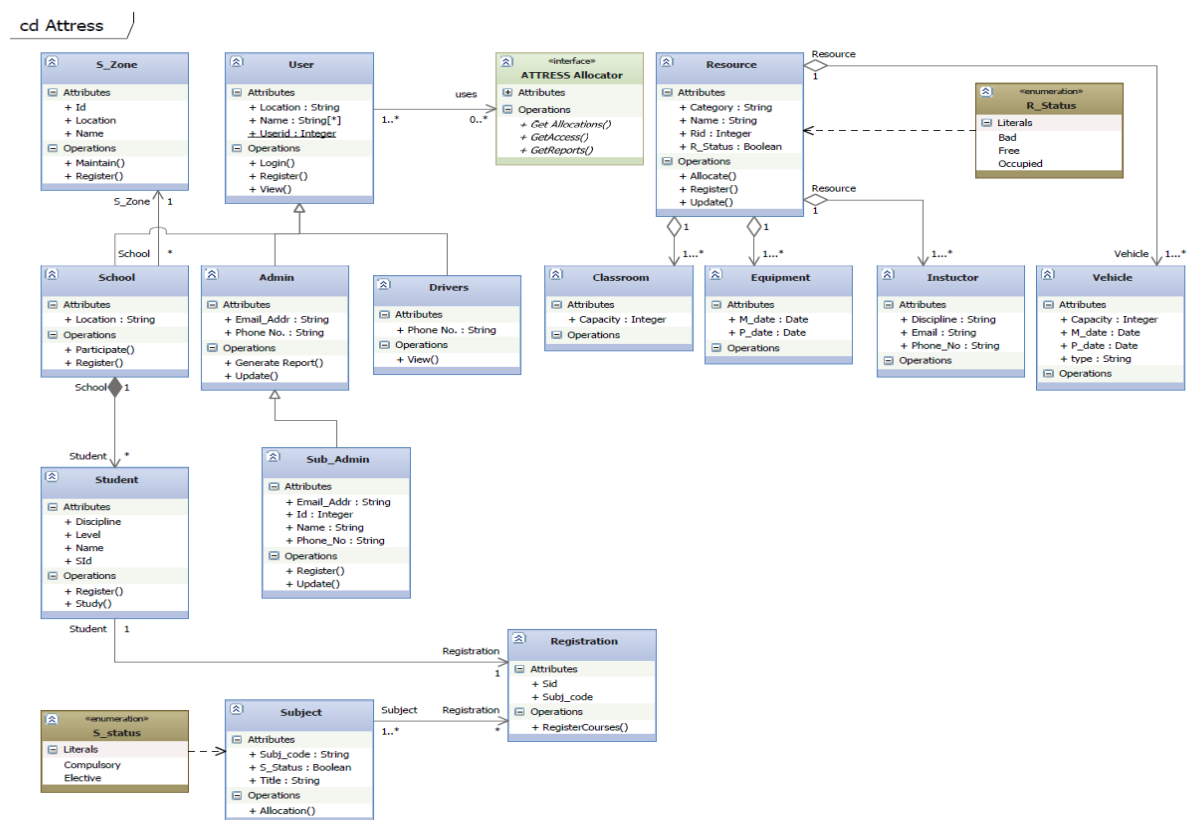 cd Attress
S_Zone
Attributes
+ Id
+ Location
+ Name
Operations
+ Maintain()
+ Register()
User
Attributes
+ Location : String
+ Name : String[*]
+ Userid : Integer
Operations
+ Login()
+ Register()
+ View()
uses
1..*
0..*
«interface»
ATTRESS Allocator
Attributes
Operations
+ Get Allocations()
+ GetAccess()
+ GetReports()
Resource
Attributes
+ Category : String
+ Name : String
+ Rid : Integer
+ R_Status : Boolean
Operations
+ Allocate()
+ Register()
+ Update()
Resource
1
«enumeration»
R_Status
Literals
Bad
Free
Occupied
Resource
1
S_Zone 1
School *
1
1...*
1
1...*
1...*
Vehicle 1...*
School
Attributes
+ Location : String
Operations
+ Participate()
+ Register()
Admin
Attributes
+ Email_Addr : String
+ Phone No. : String
Operations
+ Generate Report()
+ Update()
Drivers
Attributes
+ Phone No. : String
Operations
+ View()
Classroom
Attributes
+ Capacity : Integer
Operations
Equipment
Attributes
+ M_date : Date
+ P_date : Date
Operations
Instuctor
Attributes
+ Discipline : String
+ Email : String
+ Phone_No : String
Operations
Vehicle
Attributes
+ Capacity : Integer
+ M_date : Date
+ P_date : Date
+ type : String
Operations
School 1
Student *
Student
Attributes
+ Discipline
+ Level
+ Name
+ SId
Operations
+ Register()
+ Study()
Sub_Admin
Attributes
+ Email_Addr : String
+ Id : Integer
+ Name : String
+ Phone_No : String
Operations
+ Register()
+ Update()
Student 1
Registration
1
Registration
Attributes
+ Sid
+ Subj_code
Operations
+ RegisterCourses()
«enumeration»
S_status
Literals
Compulsory
Elective
Subject
Attributes
+ Subj_code : String
+ S_Status : Boolean
+ Title : String
Operations
+ Allocation()
Subject
1..*
Registration
*